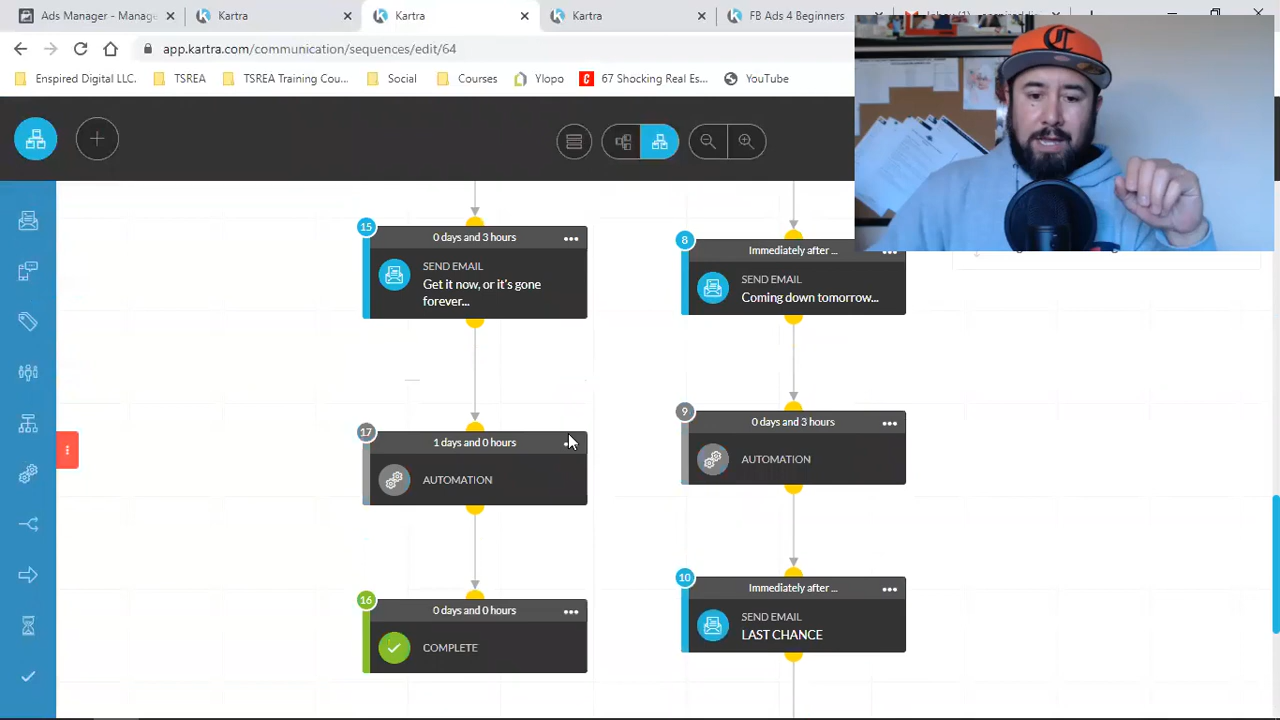 Ads Manager - Manage
Kartra
Kartra
Kartra
FB Ads 4 Beginners
app.kartra.com/communication/sequences/edit/64
Enspired Digital LLC.
TSREA
TSREA Training Cou...
Social
Courses
Ylopo
67 Shocking Real Es...
YouTube
15
0 days and 3 hours
SEND EMAIL
Get it now, or it's gone
forever...
8
Immediately after ...
SEND EMAIL
Coming down tomorrow...
17
1 days and 0 hours
AUTOMATION
9
0 days and 3 hours
AUTOMATION
16
0 days and 0 hours
COMPLETE
10
Immediately after ...
SEND EMAIL
LAST CHANCE